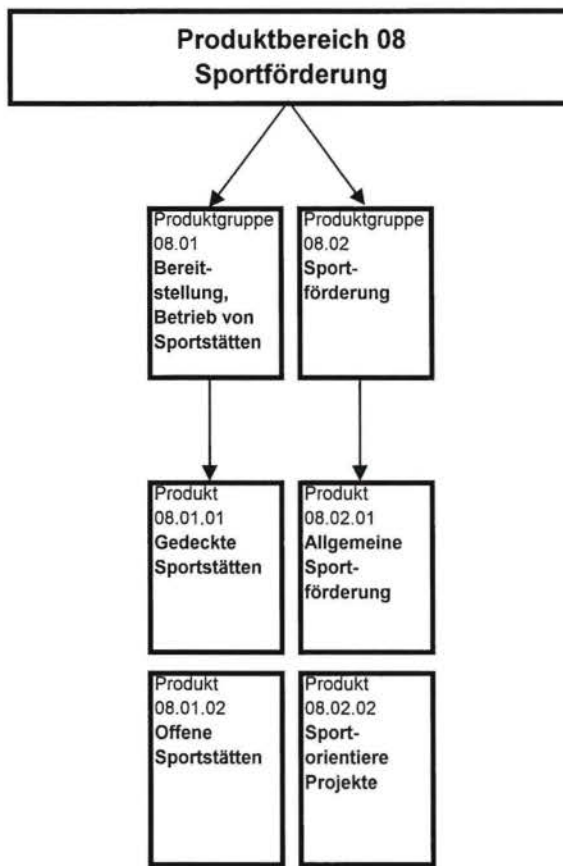 Produktbereich 08
Sportförderung
Produktgruppe
08.01
Bereit-
stellung,
Betrieb von
Sportstätten
Produktgruppe
08.02
Sport-
förderung
Produkt
08.01.01
Gedeckte
Sportstätten
Produkt
08.02.01
Allgemeine
Sport-
förderung
Produkt
08.01.02
Offene
Sportstätten
Produkt
08.02.02
Sport-
orientiere
Projekte